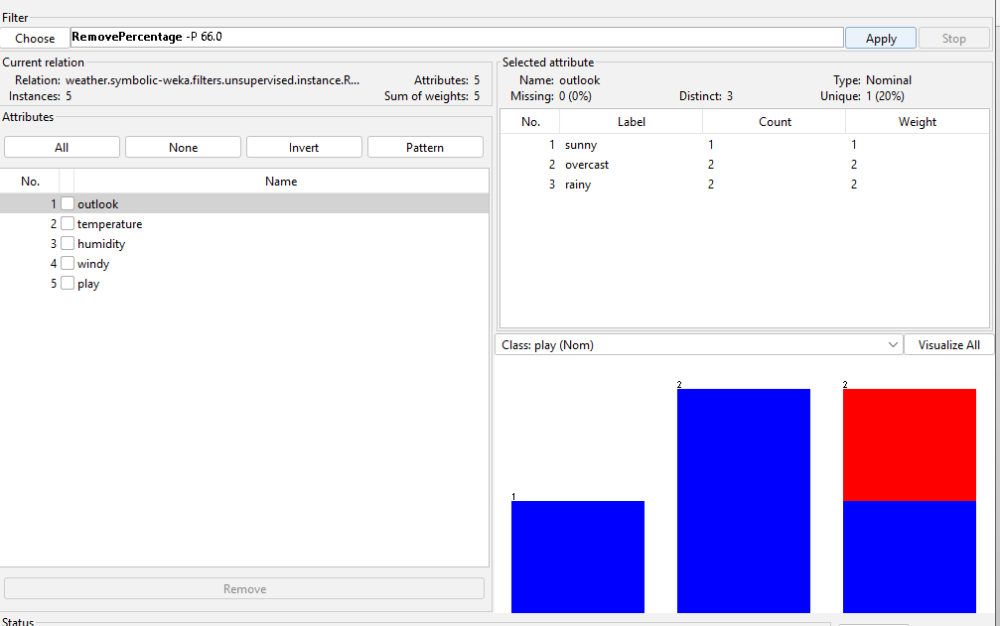 Filter
Choose RemovePercentage -P 66.0 Apply Stop
Current relation
Relation: weather.symbolic-weka.filters.unsupervised.instance.R... Attributes: 5
Instances: 5 Sum of weights: 5
Attributes
All None Invert Pattern
No. Name
1 outlook
2 temperature
3 humidity
4 windy
5 play
Remove
Status
Selected attribute
Name: outlook Type: Nominal
Missing: 0 (0%) Distinct: 3 Unique: 1 (20%)
No. Label Count Weight
1 sunny 1 1
2 overcast 2 2
3 rainy 2 2
Class: play (Nom) Visualize All
1 2 2